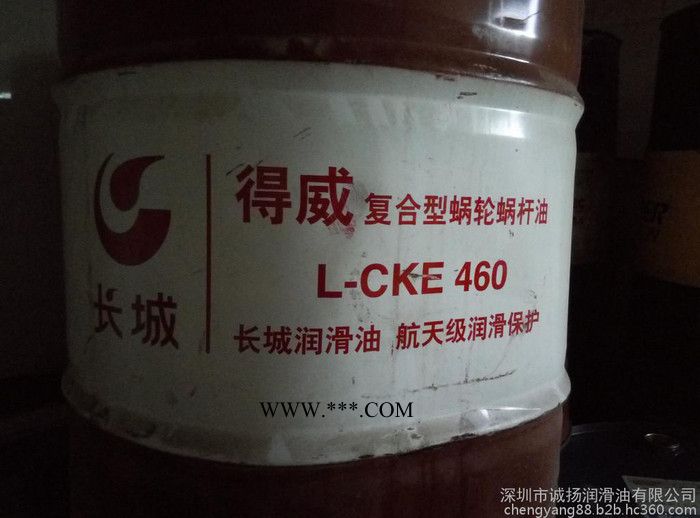 长城
得威 复合型蜗轮蜗杆油
L-CKE 460
长城润滑油 航天级润滑保护
WWW.***.COM
深圳市诚扬润滑油有限公司
chengyang88.b2b.hc360.com